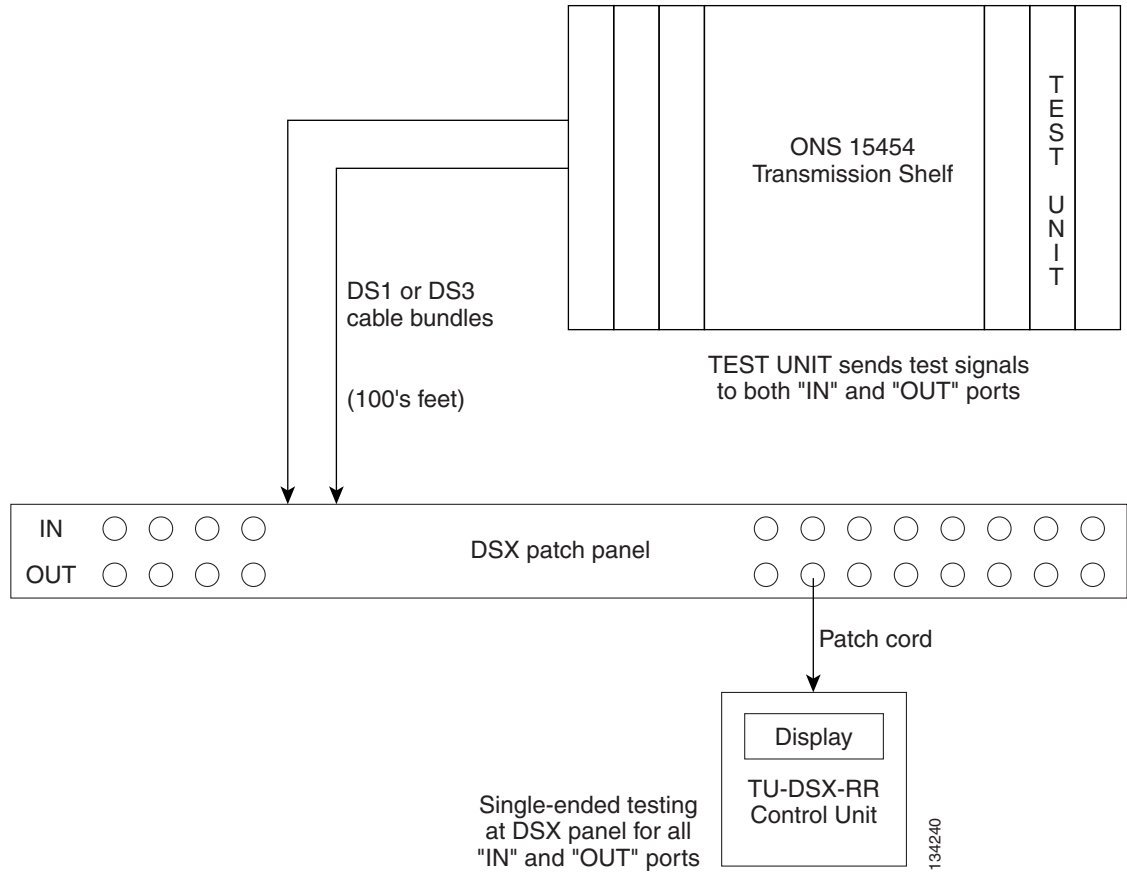 ONS 15454
Transmission Shelf
TEST UNIT
DS1 or DS3
cable bundles
(100's feet)
TEST UNIT sends test signals
to both "IN" and "OUT" ports
IN
OUT
DSX patch panel
Patch cord
Display
TU-DSX-RR
Control Unit
Single-ended testing
at DSX panel for all
"IN" and "OUT" ports
134240